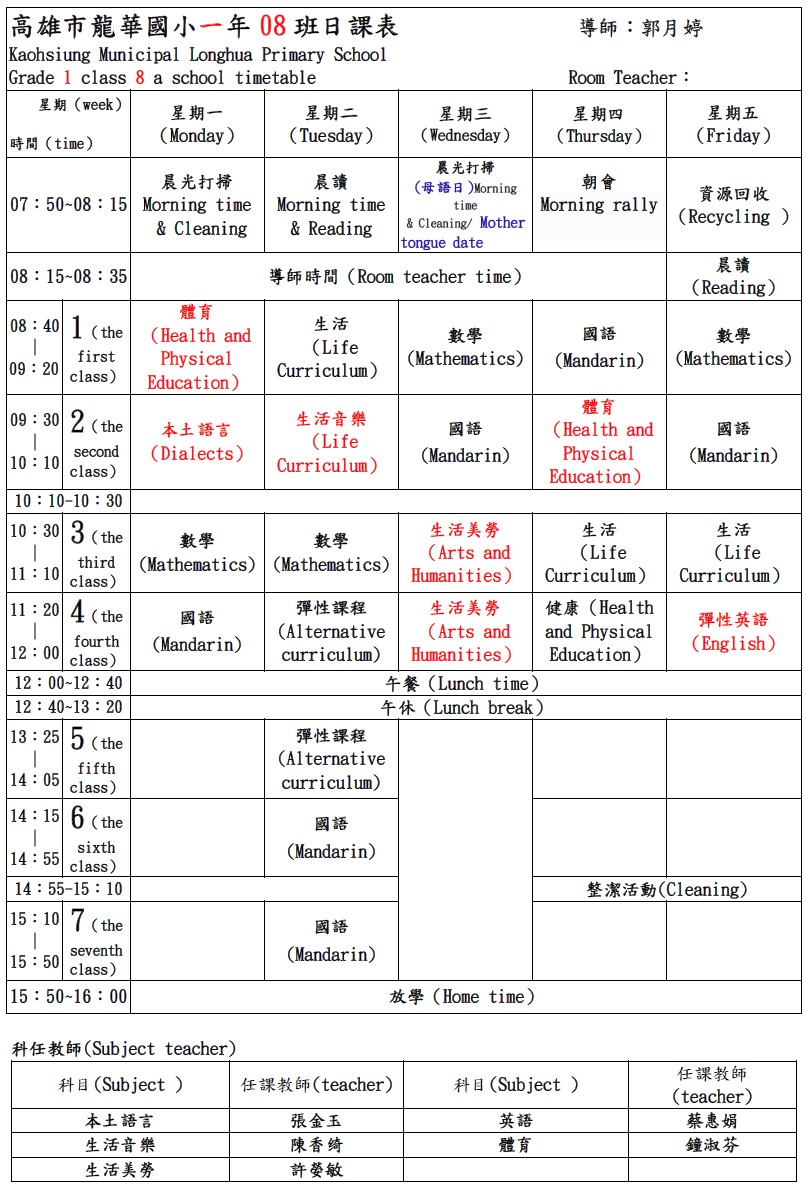 高雄市龍華國小一年 08 班日課表 導師：郭月婷
Kaohsiung Municipal Longhua Primary School
Grade 1 class 8 a school timetable Room Teacher：
星期（week）
時間（time）
星期一
（Monday）
星期二
（Tuesday）
星期三
（Wednesday）
星期四
（Thursday）
星期五
（Friday）
07：50~08：15
晨光打掃
Morning time
& Cleaning
晨讀
Morning time
& Reading
晨光打掃
（母語日）Morning
time
& Cleaning/ Mother
tongue date
朝會
Morning rally
資源回收
（Recycling ）
08：15~08：35
導師時間（Room teacher time）
晨讀
（Reading）
08：40
|
09：20
1（the
first
class）
體育
（Health and
Physical
Education）
生活
（Life
Curriculum）
數學
（Mathematics）
國語
（Mandarin）
數學
（Mathematics）
09：30
|
10：10
2（the
second
class）
本土語言
（Dialects）
生活音樂
（Life
Curriculum）
國語
（Mandarin）
體育
（Health and
Physical
Education）
國語
（Mandarin）
10：10-10：30
10：30
|
11：10
3（the
third
class）
數學
（Mathematics）
數學
（Mathematics）
生活美勞
（Arts and
Humanities）
生活
（Life
Curriculum）
生活
（Life
Curriculum）
11：20
|
12：00
4（the
fourth
class）
國語
（Mandarin）
彈性課程
（Alternative
curriculum）
生活美勞
（Arts and
Humanities）
健康（Health
and Physical
Education）
彈性英語
（English）
12：00~12：40
午餐（Lunch time）
12：40~13：20
午休（Lunch break）
13：25
|
14：05
5（the
fifth
class）
彈性課程
（Alternative
curriculum）
14：15
|
14：55
6（the
sixth
class）
國語
（Mandarin）
14：55-15：10
整潔活動(Cleaning)
15：10
|
15：50
7（the
seventh
class）
國語
（Mandarin）
15：50~16：00
放學（Home time）
科任教師(Subject teacher)
科目(Subject ) 任課教師(teacher) 科目(Subject ) 任課教師
(teacher)
本土語言 張金玉 英語 蔡惠娟
生活音樂 陳香绮 體育 鐘淑芬
生活美勞 許嫈敏